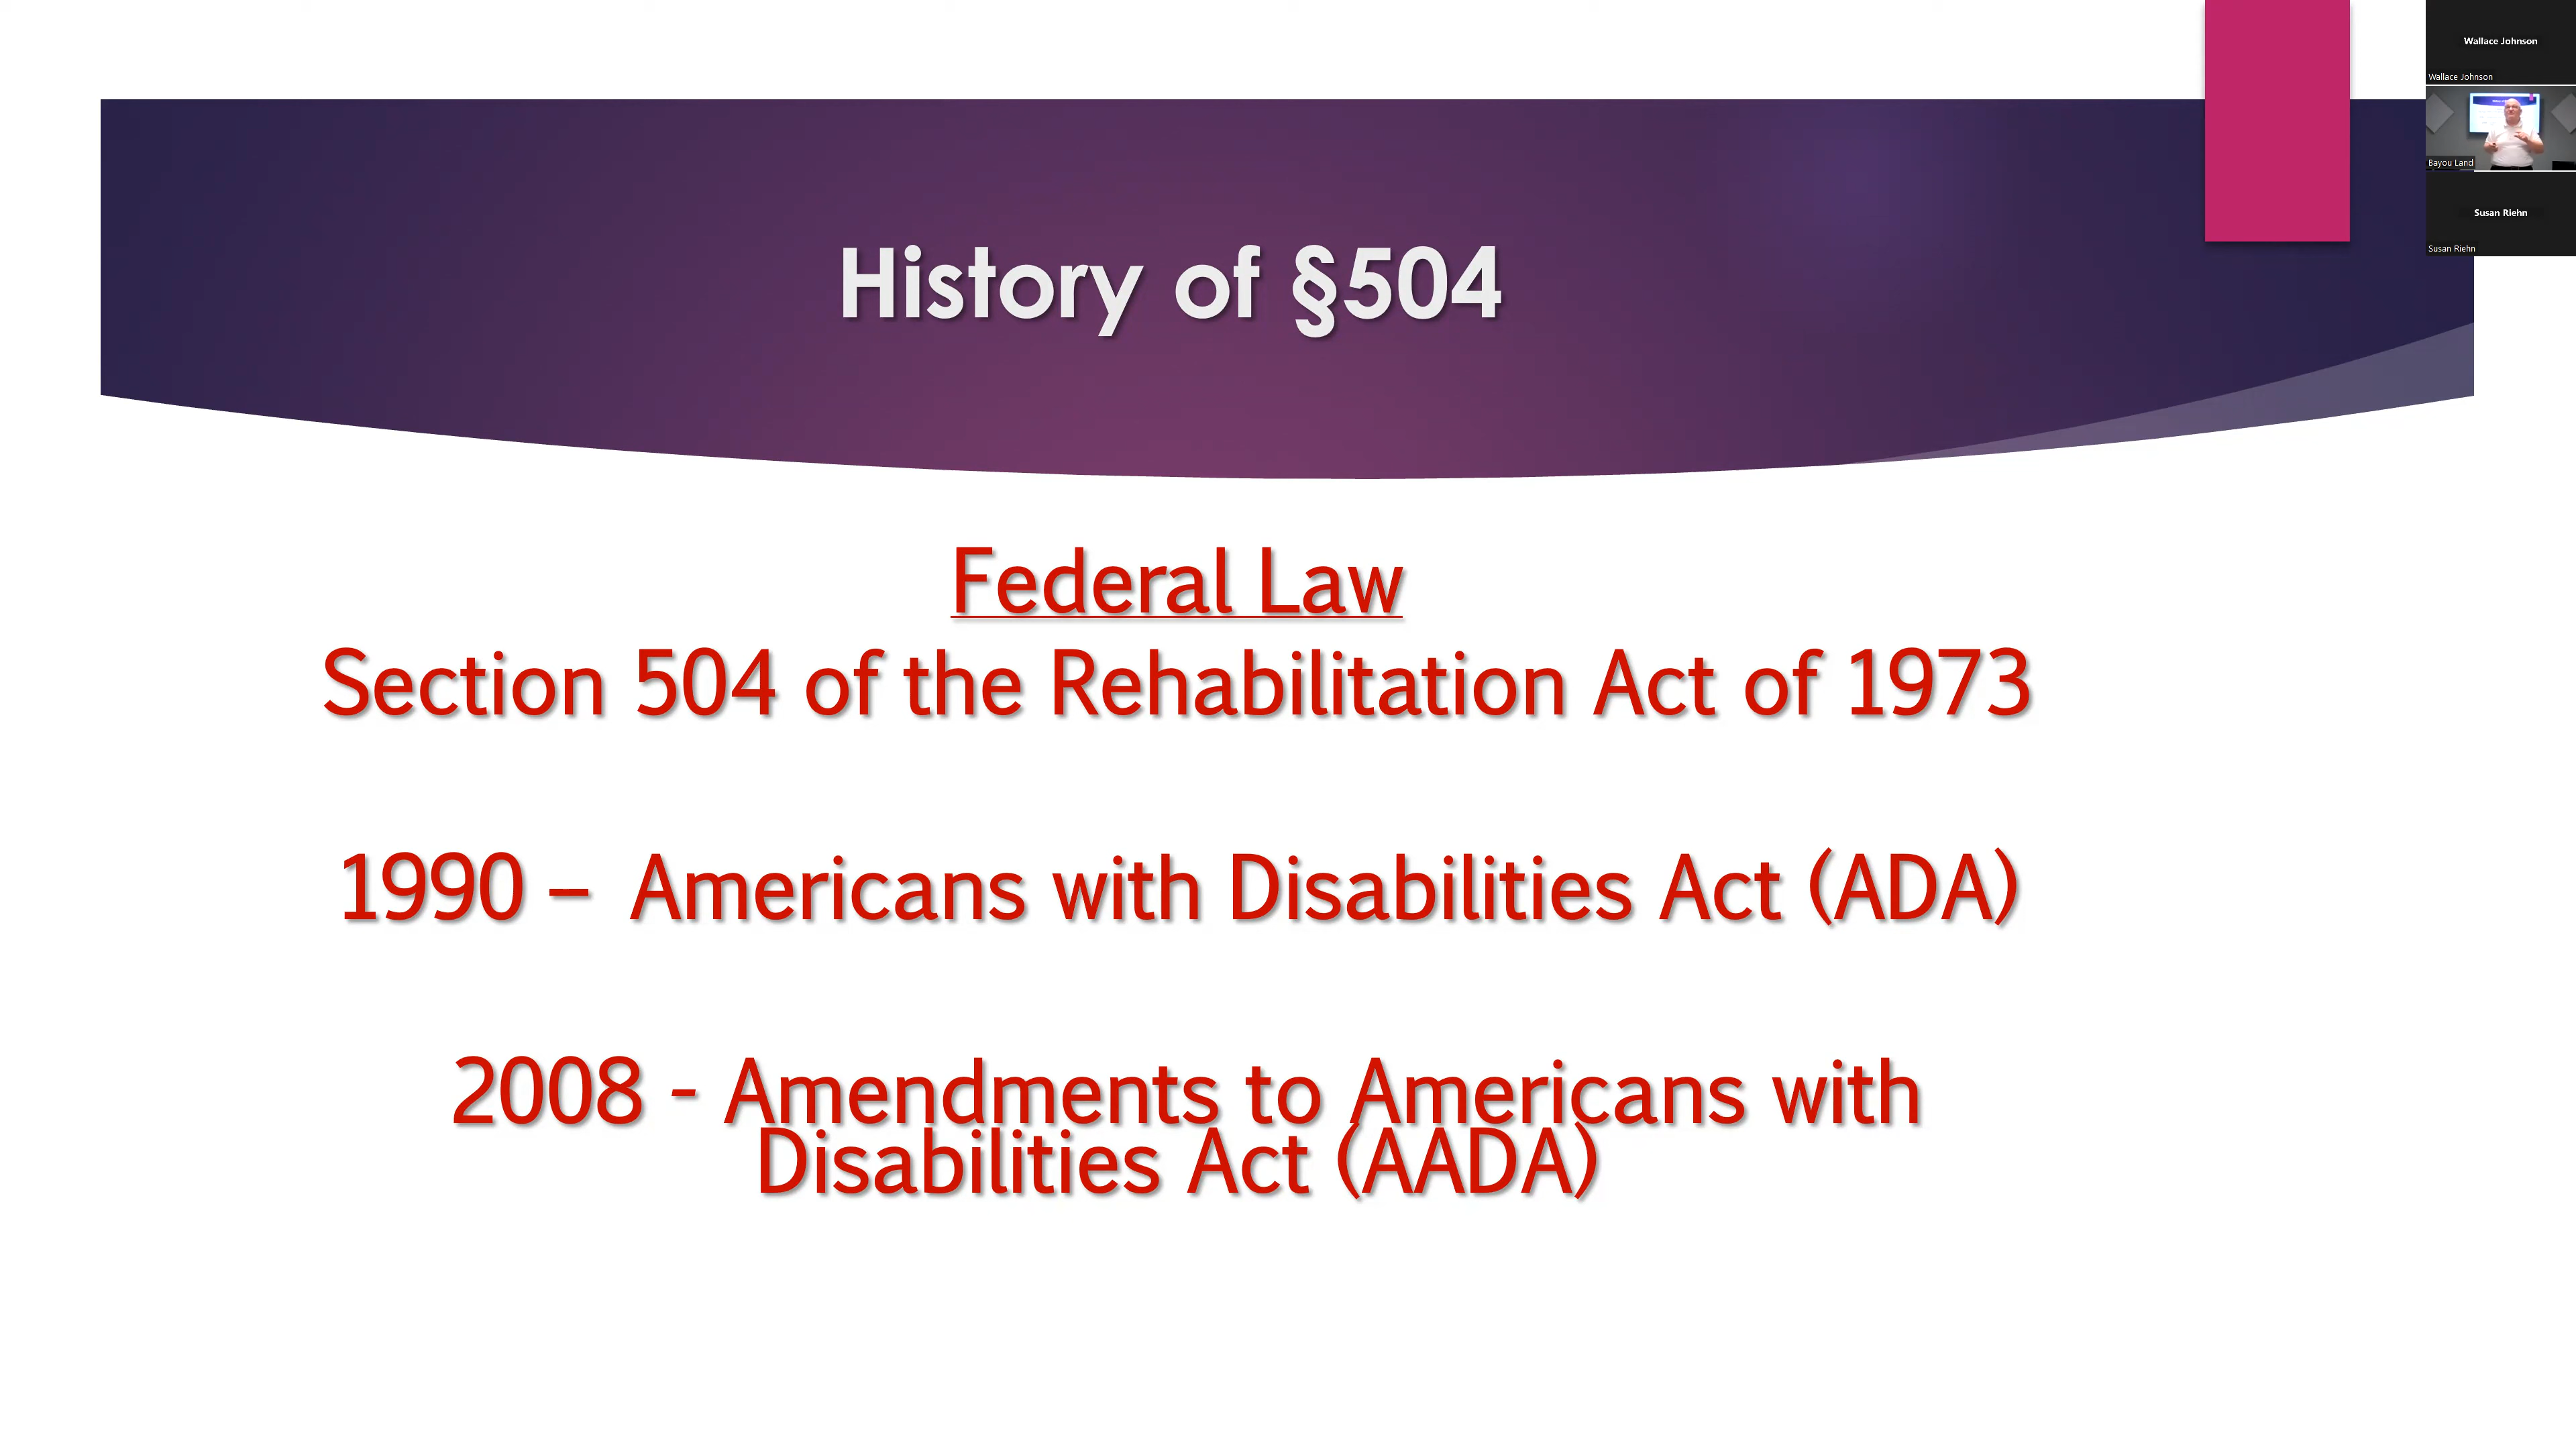 History of §504
Federal Law
Section 504 of the Rehabilitation Act of 1973
1990 – Americans with Disabilities Act (ADA)
2008 - Amendments to Americans with
Disabilities Act (AADA)
Wallace Johnson
Wallace Johnson
Bayou Land
Susan Riehn
Susan Riehn